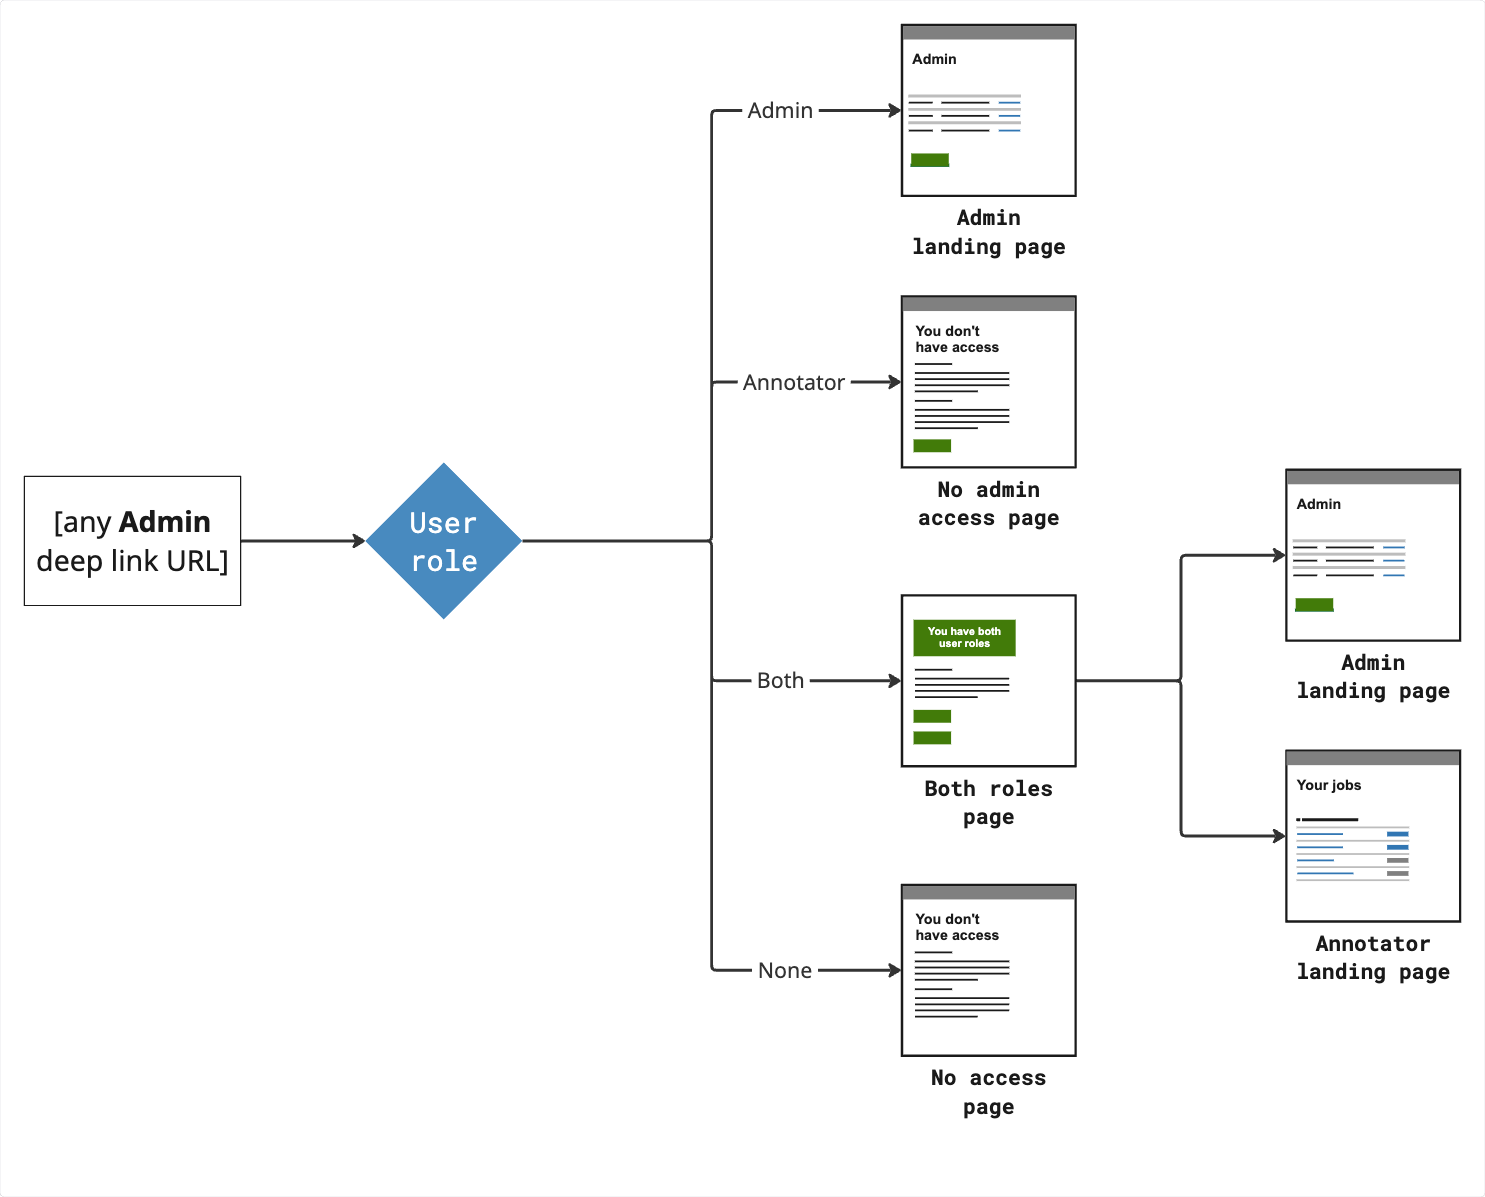 [any Admin
deep link URL]
User
role
Admin
Admin
Admin
landing page
Annotator
You don't
have access
No admin
access page
Both
You have both
user roles
Both roles
page
None
You don't
have access
No access
page
Admin
Admin
landing page
Your jobs
Annotator
landing page